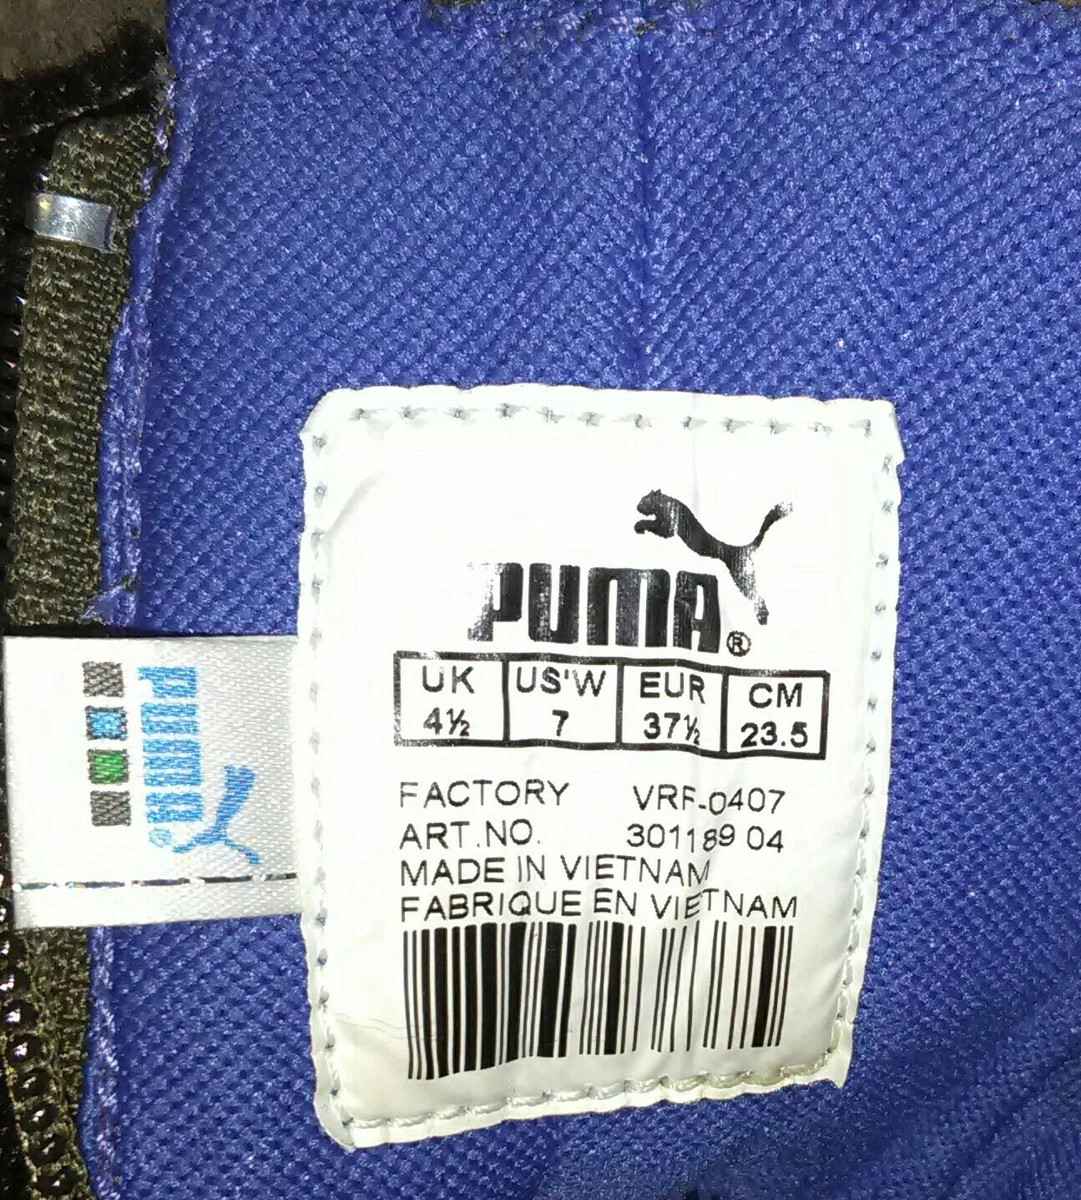 PUMA®
UK US'W EUR CM
4½ 7 37½ 23.5
FACTORY VRF-0407
ART.NO. 301189 04
MADE IN VIETNAM
FABRIQUE EN VIETNAM
PUMA®